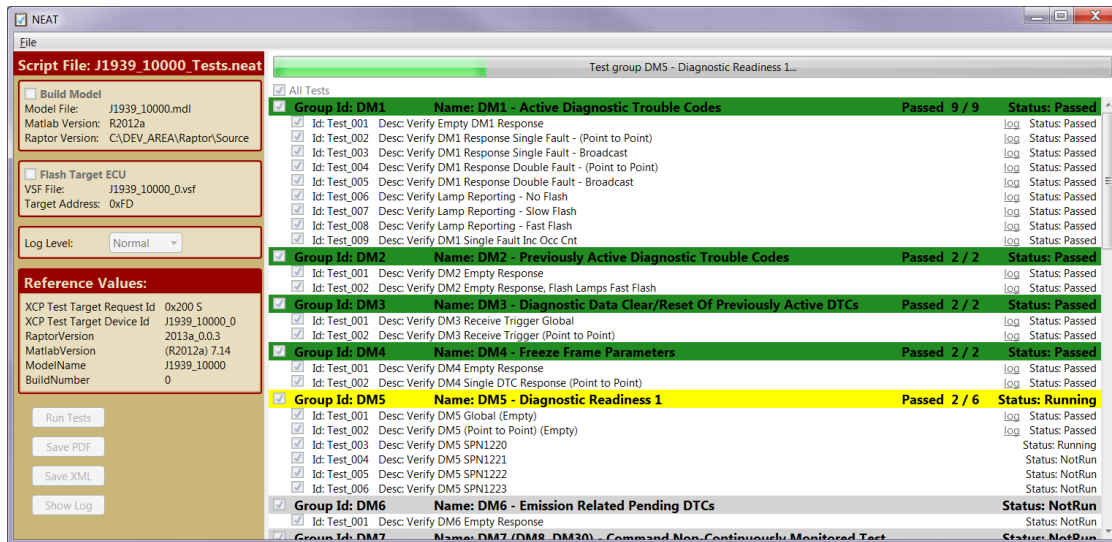 NEAT
File
Script File: J1939_10000_Tests.neat
Build Model
Model File: J1939_10000.mdl
Matlab Version: R2012a
Raptor Version: C:\DEV_AREA\Raptor\Source
Flash Target ECU
VSF File: J1939_10000_0.vsf
Target Address: 0xFD
Log Level: Normal
Reference Values:
XCP Test Target Request Id 0x200 S
XCP Test Target Device Id J1939_10000_0
RaptorVersion 2013a_0.0.3
MatlabVersion (R2012a) 7.14
ModelName J1939_10000
BuildNumber 0
Run Tests
Save PDF
Save XML
Show Log
Test group DM5 - Diagnostic Readiness 1...
All Tests
Group Id: DM1 Name: DM1 - Active Diagnostic Trouble Codes Passed 9 / 9 Status: Passed
Id: Test_001 Desc: Verify Empty DM1 Response log Status: Passed
Id: Test_002 Desc: Verify DM1 Response Single Fault - (Point to Point) log Status: Passed
Id: Test_003 Desc: Verify DM1 Response Single Fault - Broadcast log Status: Passed
Id: Test_004 Desc: Verify DM1 Response Double Fault - (Point to Point) log Status: Passed
Id: Test_005 Desc: Verify DM1 Response Double Fault - Broadcast log Status: Passed
Id: Test_006 Desc: Verify Lamp Reporting - No Flash log Status: Passed
Id: Test_007 Desc: Verify Lamp Reporting - Slow Flash log Status: Passed
Id: Test_008 Desc: Verify Lamp Reporting - Fast Flash log Status: Passed
Id: Test_009 Desc: Verify DM1 Single Fault Inc Occ Cnt log Status: Passed
Group Id: DM2 Name: DM2 - Previously Active Diagnostic Trouble Codes Passed 2 / 2 Status: Passed
Id: Test_001 Desc: Verify DM2 Empty Response log Status: Passed
Id: Test_002 Desc: Verify DM2 Empty Response, Flash Lamps Fast Flash log Status: Passed
Group Id: DM3 Name: DM3 - Diagnostic Data Clear/Reset Of Previously Active DTCs Passed 2 / 2 Status: Passed
Id: Test_001 Desc: Verify DM3 Receive Trigger Global log Status: Passed
Id: Test_002 Desc: Verify DM3 Receive Trigger (Point to Point) log Status: Passed
Group Id: DM4 Name: DM4 - Freeze Frame Parameters Passed 2 / 2 Status: Passed
Id: Test_001 Desc: Verify DM4 Empty Response log Status: Passed
Id: Test_002 Desc: Verify DM4 Single DTC Response (Point to Point) log Status: Passed
Group Id: DM5 Name: DM5 - Diagnostic Readiness 1 Passed 2 / 6 Status: Running
Id: Test_001 Desc: Verify DM5 Global (Empty) log Status: Passed
Id: Test_002 Desc: Verify DM5 (Point to Point) (Empty) log Status: Passed
Id: Test_003 Desc: Verify DM5 SPN1220 Status: Running
Id: Test_004 Desc: Verify DM5 SPN1221 Status: NotRun
Id: Test_005 Desc: Verify DM5 SPN1222 Status: NotRun
Id: Test_006 Desc: Verify DM5 SPN1223 Status: NotRun
Group Id: DM6 Name: DM6 - Emission Related Pending DTCs Status: NotRun
Id: Test_001 Desc: Verify DM6 Empty Response Status: NotRun
Group Id: DM7 Name: DM7 (DM8, DM30) - Command Non-Continuously Monitored Test Status: NotRun